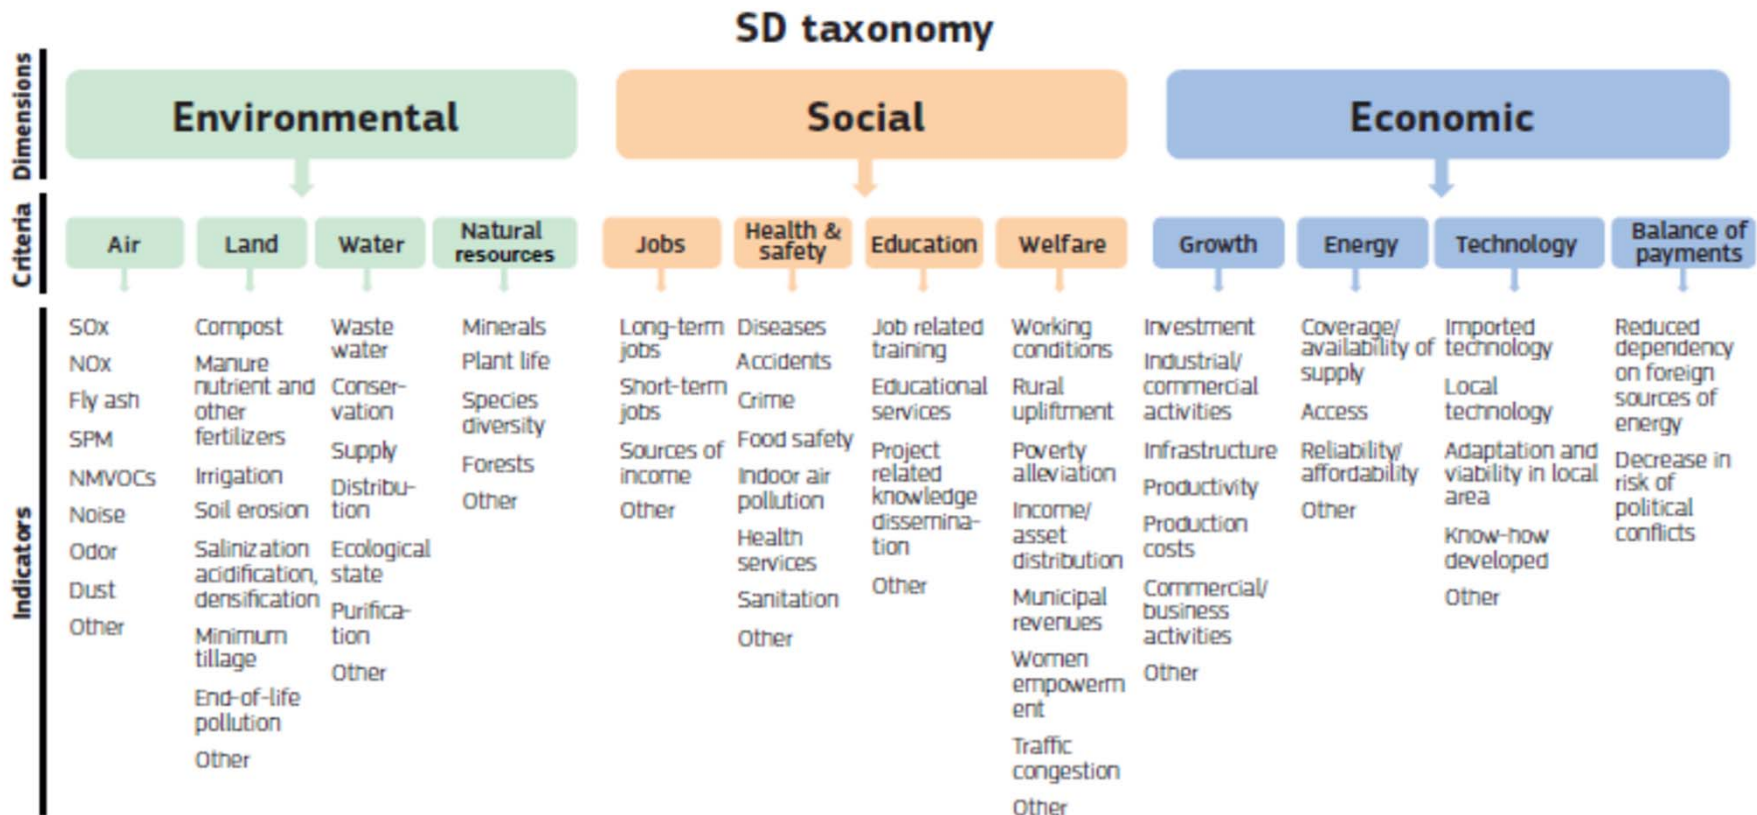 SD taxonomy
Dimensions
Environmental
Social
Economic
Criteria
Air
Land
Water
Natural
resources
Jobs
Health &
safety
Education
Welfare
Growth
Energy
Technology
Balance of
payments
Indicators
SOx
NOx
Fly ash
SPM
NMVOCs
Noise
Odor
Dust
Other
Compost
Manure
nutrient and
other
fertilizers
Irrigation
Soil erosion
Salinization
acidification,
densification
Minimum
tillage
End-of-life
pollution
Other
Waste
water
Conser-
vation
Supply
Distribu-
tion
Ecological
state
Purifica-
tion
Other
Minerals
Plant life
Species
diversity
Forests
Other
Long-term
jobs
Short-term
jobs
Sources of
income
Other
Diseases
Accidents
Crime
Food safety
Indoor air
pollution
Health
services
Sanitation
Other
Job related
training
Educational
services
Project
related
knowledge
dissemina-
tion
Other
Working
conditions
Rural
upliftment
Poverty
alleviation
Income/
asset
distribution
Municipal
revenues
Women
empowerm
ent
Traffic
congestion
Other
Investment
Industrial/
commercial
activities
Infrastructure
Productivity
Production
costs
Commercial/
business
activities
Other
Coverage/
availability of
supply
Access
Reliability/
affordability
Other
Imported
technology
Local
technology
Adaptation and
viability in local
area
Know-how
developed
Other
Reduced
dependency
on foreign
sources of
energy
Decrease in
risk of
political
conflicts